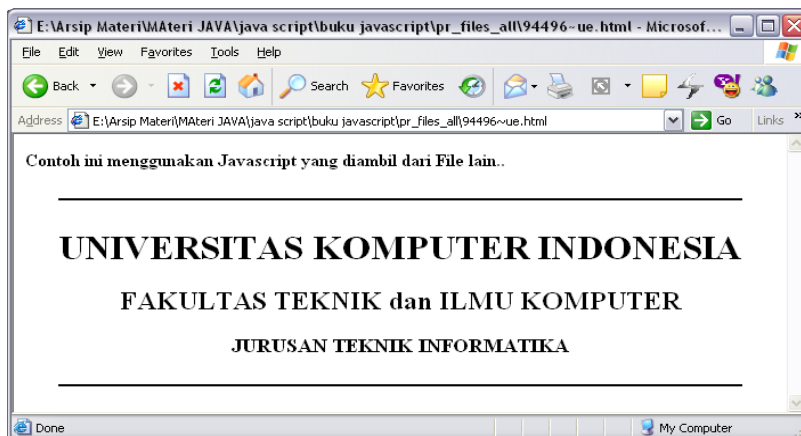 E:\Arsip Materi\MAteri JAVA\java script\buku javascript\pr_files_all\94496~ue.html - Microsof...
File Edit View Favorites Tools Help
Back Search Favorites
Address E:\Arsip Materi\MAteri JAVA\java script\buku javascript\pr_files_all\94496~ue.html Go Links »
Contoh ini menggunakan Javascript yang diambil dari File lain..
UNIVERSITAS KOMPUTER INDONESIA
FAKULTAS TEKNIK dan ILMU KOMPUTER
JURUSAN TEKNIK INFORMATIKA
Done My Computer